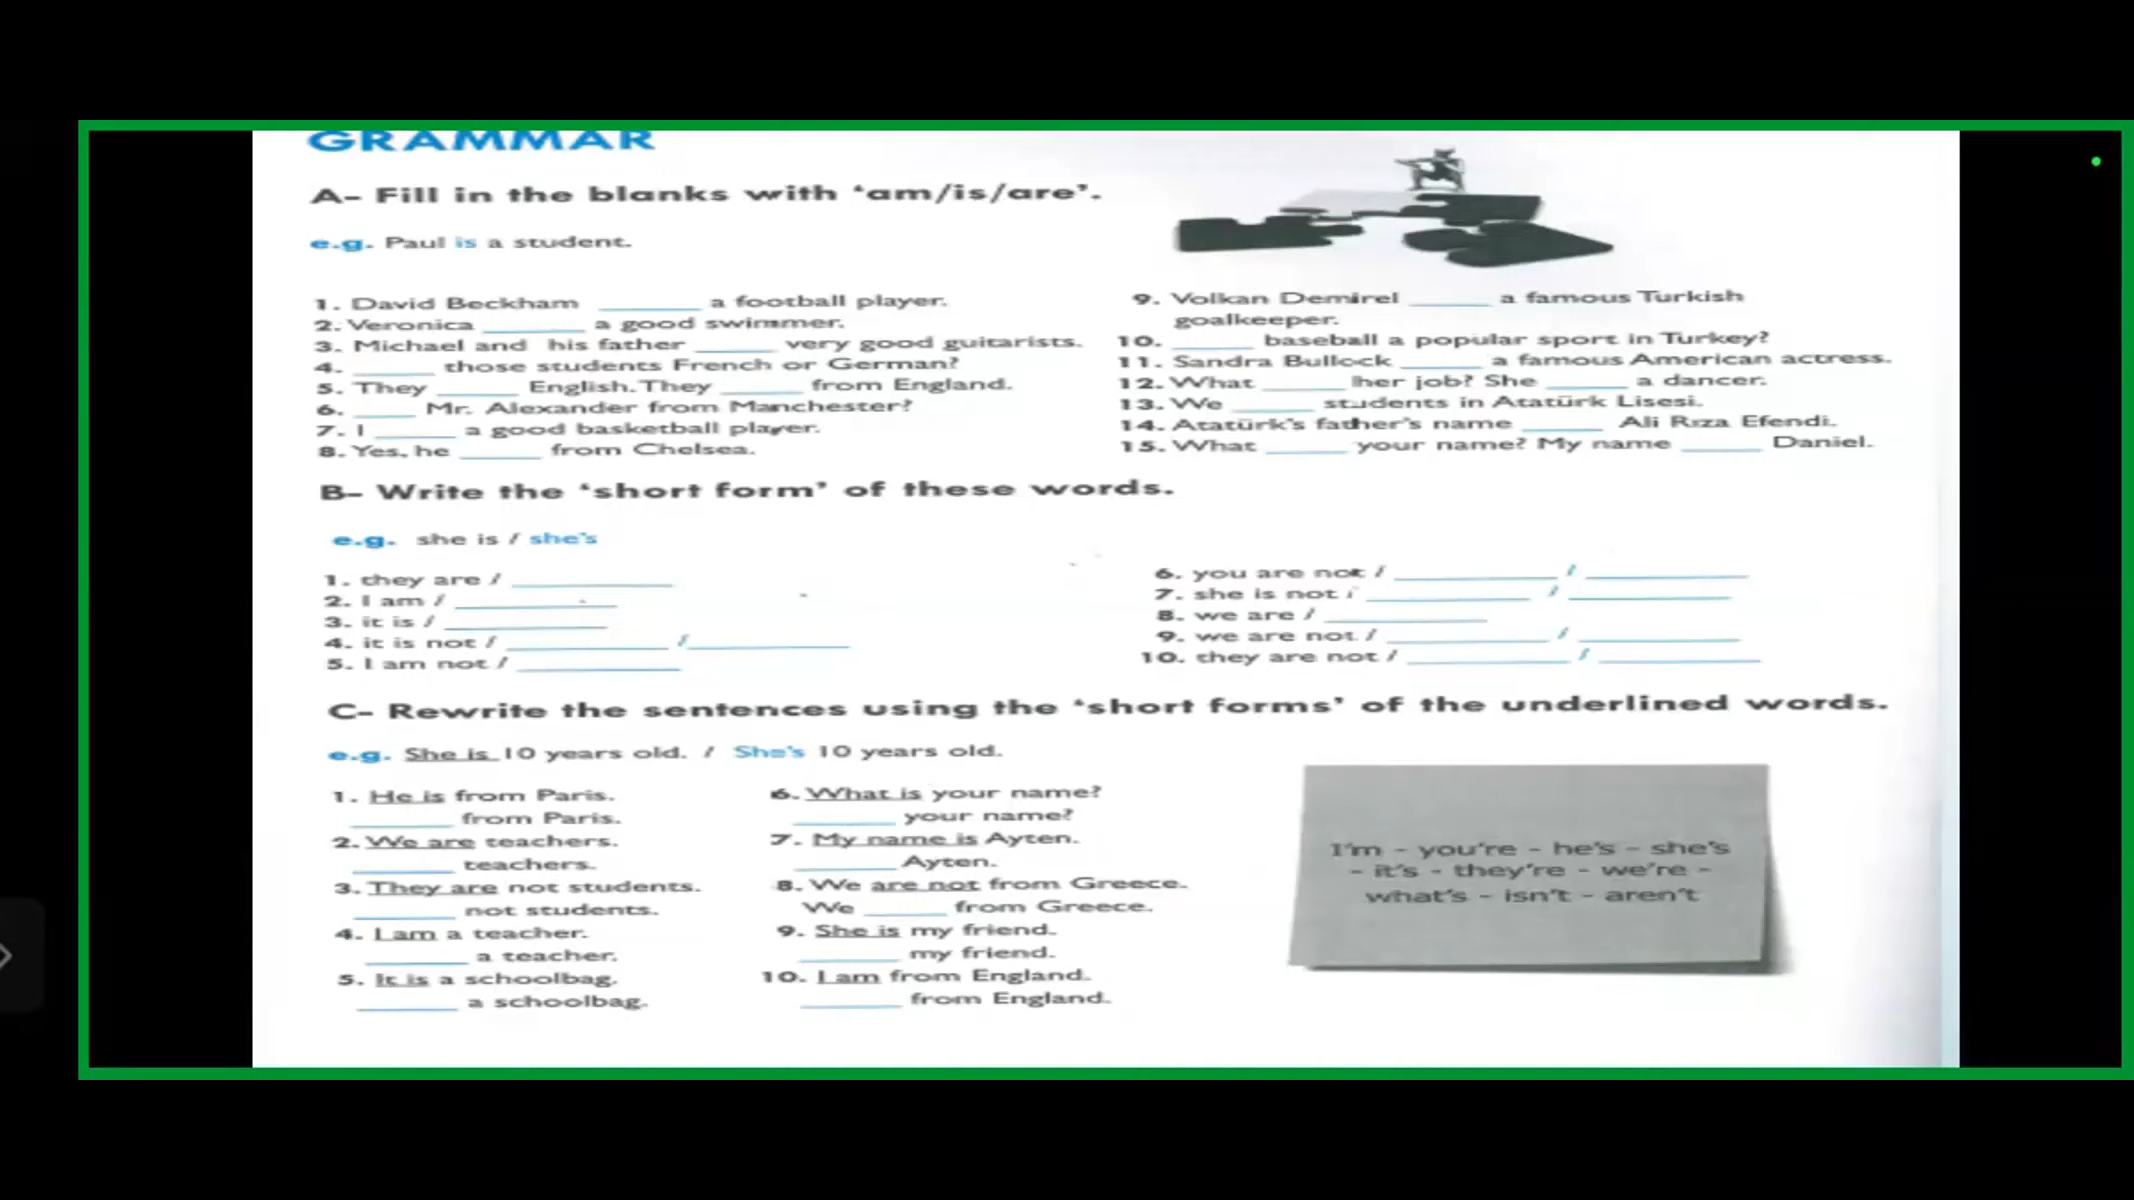 GRAMMAR
A- Fill in the blanks with 'am/is/are'.
e.g. Paul is a student.
1. David Beckham ______ a football player.
2. Veronica ______ a good swimmer.
3. Michael and his father ______ very good guitarists.
4. ______ those students French or German?
5. They ______ English. They ______ from England.
6. ______ Mr. Alexander from Manchester?
7. I ______ a good basketball player.
8. Yes, he ______ from Chelsea.
9. Volkan Demirel ______ a famous Turkish
goalkeeper.
10. ______ baseball a popular sport in Turkey?
11. Sandra Bullock ______ a famous American actress.
12. What ______ her job? She ______ a dancer.
13. We ______ students in Atatürk Lisesi.
14. Atatürk's father's name ______ Ali Rıza Efendi.
15. What ______ your name? My name ______ Daniel.
B- Write the 'short form' of these words.
e.g. she is / she's
1. they are / ______
2. I am / ______
3. it is / ______
4. it is not / ______ / ______
5. I am not / ______
6. you are not / ______ / ______
7. she is not / ______ / ______
8. we are / ______
9. we are not / ______ / ______
10. they are not / ______ / ______
C- Rewrite the sentences using the 'short forms' of the underlined words.
e.g. She is 10 years old. / She's 10 years old.
1. He is from Paris.
______ from Paris.
2. We are teachers.
______ teachers.
3. They are not students.
______ not students.
4. I am a teacher.
______ a teacher.
5. It is a schoolbag.
______ a schoolbag.
6. What is your name?
______ your name?
7. My name is Ayten.
______ Ayten.
8. We are not from Greece.
We ______ from Greece.
9. She is my friend.
______ my friend.
10. I am from England.
______ from England.
I'm - you're - he's - she's
- it's - they're - we're -
what's - isn't - aren't